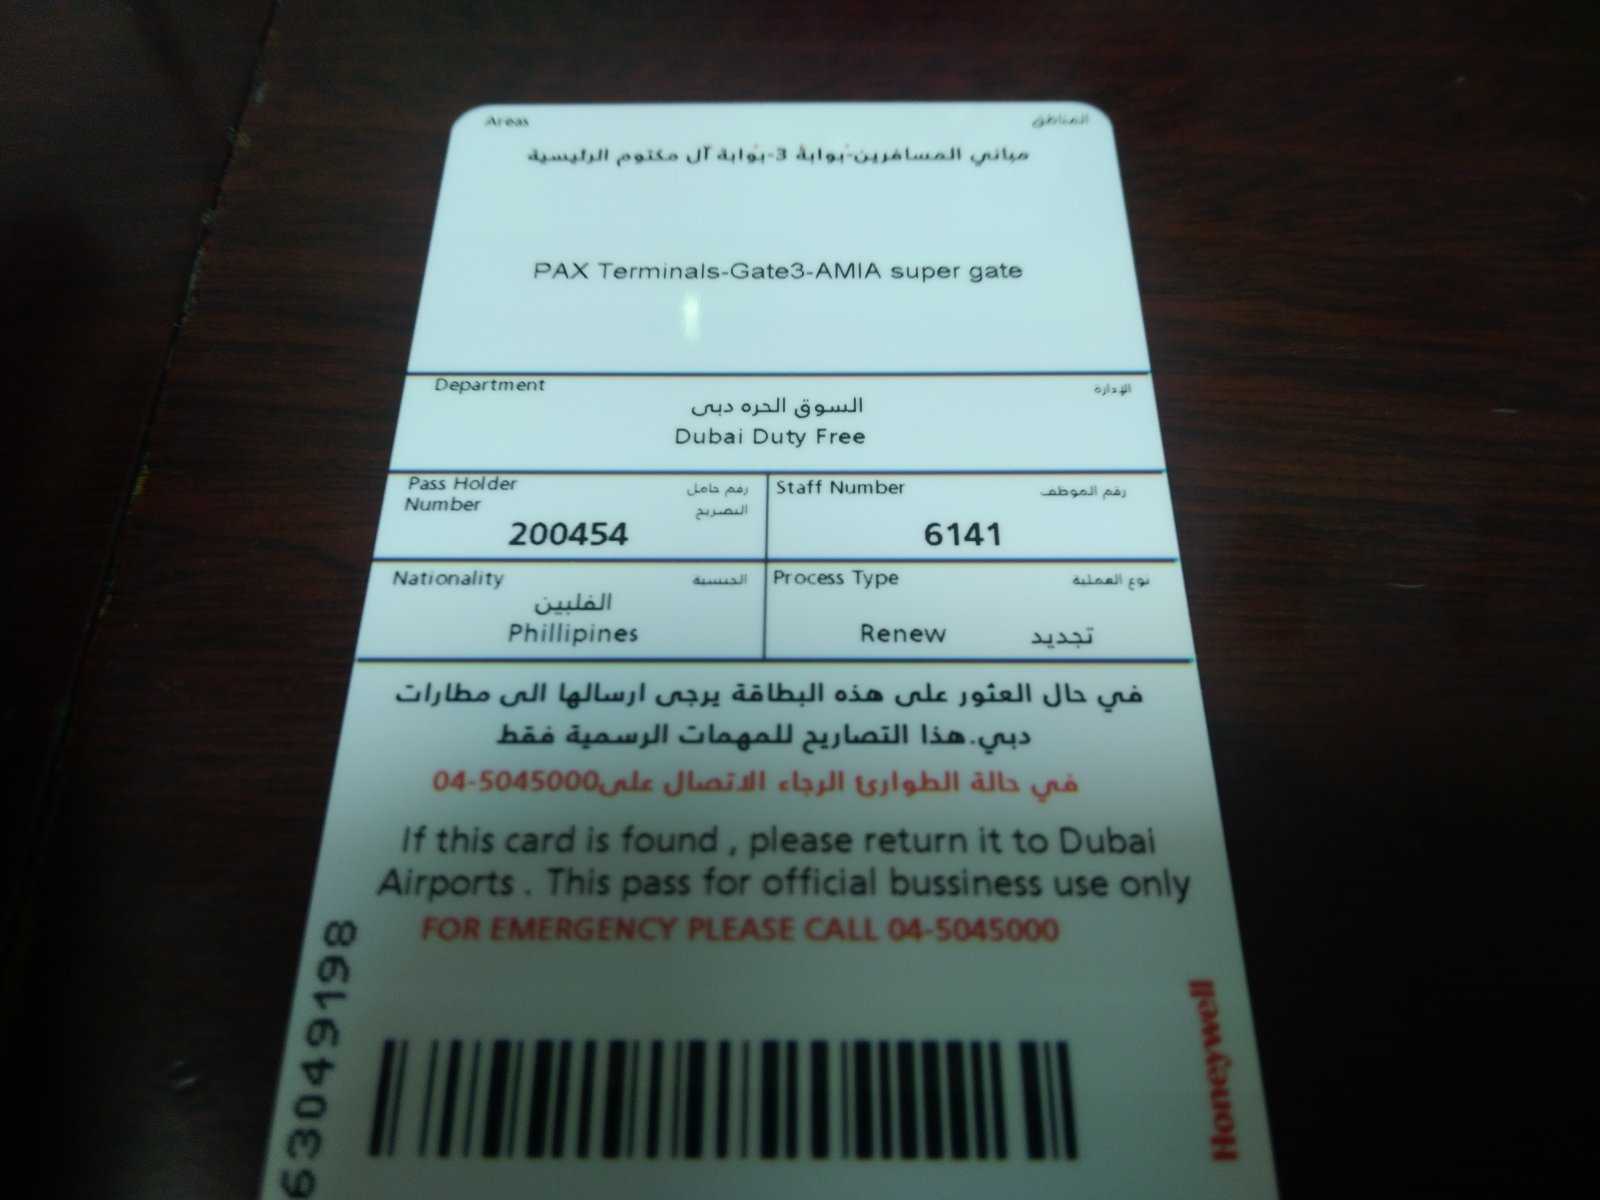 Areas المناطق
مباني المسافرين-بوابة 3-بوابة آل مكتوم الرئيسية
PAX Terminals-Gate3-AMIA super gate
Department الإدارة
السوق الحره دبى
Dubai Duty Free
Pass Holder رقم حامل
Number التصريح
200454
Staff Number رقم الموظف
6141
Nationality الجنسية
الفلبين
Phillipines
Process Type نوع العملية
Renew تجديد
في حال العثور على هذه البطاقة يرجى ارسالها الى مطارات
دبي.هذا التصاريح للمهمات الرسمية فقط
في حالة الطوارئ الرجاء الاتصال على04-5045000
If this card is found , please return it to Dubai
Airports . This pass for official bussiness use only
FOR EMERGENCY PLEASE CALL 04-5045000
63049198
Honeywell